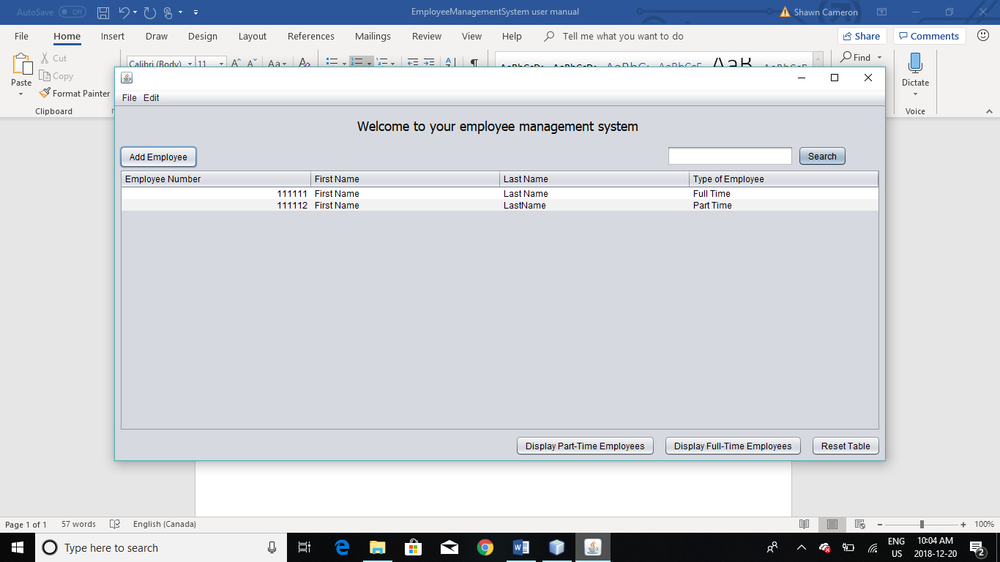 AutoSave Off EmployeeManagementSystem user manual Shawn Cameron
File Home Insert Draw Design Layout References Mailings Review View Help Tell me what you want to do Share Comments
Cut
Copy
Paste
Format Painter
Clipboard
Calibri (Body) 11 Aa
Find
Dictate
Voice
File Edit
Welcome to your employee management system
Add Employee Search
Employee Number First Name Last Name Type of Employee
111111 First Name Last Name Full Time
111112 First Name LastName Part Time
Display Part-Time Employees Display Full-Time Employees Reset Table
Page 1 of 1 57 words English (Canada) 100%
Type here to search
ENG 10:04 AM
US 2018-12-20 2